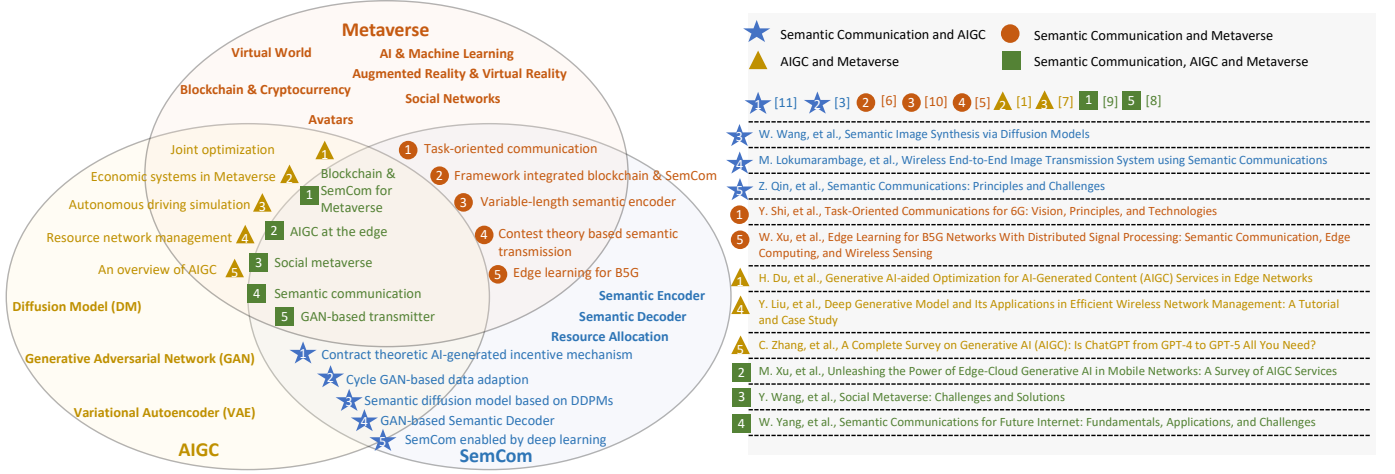 Metaverse
Virtual World
AI & Machine Learning
Augmented Reality & Virtual Reality
Blockchain & Cryptocurrency
Social Networks
Avatars
Joint optimization
1
Economic systems in Metaverse
2
Autonomous driving simulation
3
Resource network management
4
An overview of AIGC
5
1
Task-oriented communication
2
Framework integrated blockchain & SemCom
3
Variable-length semantic encoder
4
Contest theory based semantic
transmission
5
Edge learning for B5G
1
Blockchain &
SemCom for
Metaverse
2
AIGC at the edge
3
Social metaverse
4
Semantic communication
5
GAN-based transmitter
Diffusion Model (DM)
Generative Adversarial Network (GAN)
Variational Autoencoder (VAE)
AIGC
Semantic Encoder
Semantic Decoder
Resource Allocation
1
Contract theoretic AI-generated incentive mechanism
2
Cycle GAN-based data adaption
3
Semantic diffusion model based on DDPMs
4
GAN-based Semantic Decoder
5
SemCom enabled by deep learning
SemCom
Semantic Communication and AIGC
Semantic Communication and Metaverse
AIGC and Metaverse
Semantic Communication, AIGC and Metaverse
1 [11] 2 [3] 2 [6] 3 [10] 4 [5] 2 [1] 3 [7] 1 [9] 5 [8]
3 W. Wang, et al., Semantic Image Synthesis via Diffusion Models
4 M. Lokumarambage, et al., Wireless End-to-End Image Transmission System using Semantic Communications
5 Z. Qin, et al., Semantic Communications: Principles and Challenges
1 Y. Shi, et al., Task-Oriented Communications for 6G: Vision, Principles, and Technologies
5 W. Xu, et al., Edge Learning for B5G Networks With Distributed Signal Processing: Semantic Communication, Edge
Computing, and Wireless Sensing
1 H. Du, et al., Generative AI-aided Optimization for AI-Generated Content (AIGC) Services in Edge Networks
4 Y. Liu, et al., Deep Generative Model and Its Applications in Efficient Wireless Network Management: A Tutorial
and Case Study
5 C. Zhang, et al., A Complete Survey on Generative AI (AIGC): Is ChatGPT from GPT-4 to GPT-5 All You Need?
2 M. Xu, et al., Unleashing the Power of Edge-Cloud Generative AI in Mobile Networks: A Survey of AIGC Services
3 Y. Wang, et al., Social Metaverse: Challenges and Solutions
4 W. Yang, et al., Semantic Communications for Future Internet: Fundamentals, Applications, and Challenges